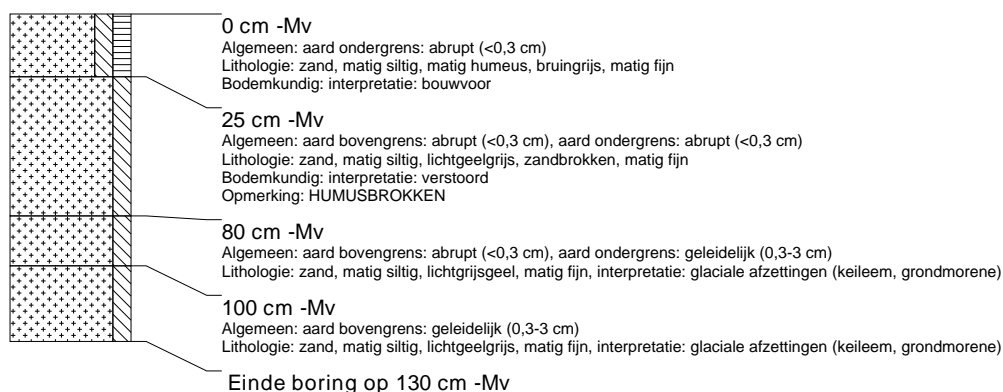 0 cm -Mv
Algemeen: aard ondergrens: abrupt (<0,3 cm)
Lithologie: zand, matig siltig, matig humeus, bruingrijs, matig fijn
Bodemkundig: interpretatie: bouwvoor
25 cm -Mv
Algemeen: aard bovengrens: abrupt (<0,3 cm), aard ondergrens: abrupt (<0,3 cm)
Lithologie: zand, matig siltig, lichtgeelgrijs, zandbrokken, matig fijn
Bodemkundig: interpretatie: verstoord
Opmerking: HUMUSBROKKEN
80 cm -Mv
Algemeen: aard bovengrens: abrupt (<0,3 cm), aard ondergrens: geleidelijk (0,3-3 cm)
Lithologie: zand, matig siltig, lichtgrijsgeel, matig fijn, interpretatie: glaciale afzettingen (keileem, grondmorene)
100 cm -Mv
Algemeen: aard bovengrens: geleidelijk (0,3-3 cm)
Lithologie: zand, matig siltig, lichtgeelgrijs, matig fijn, interpretatie: glaciale afzettingen (keileem, grondmorene)
Einde boring op 130 cm -Mv